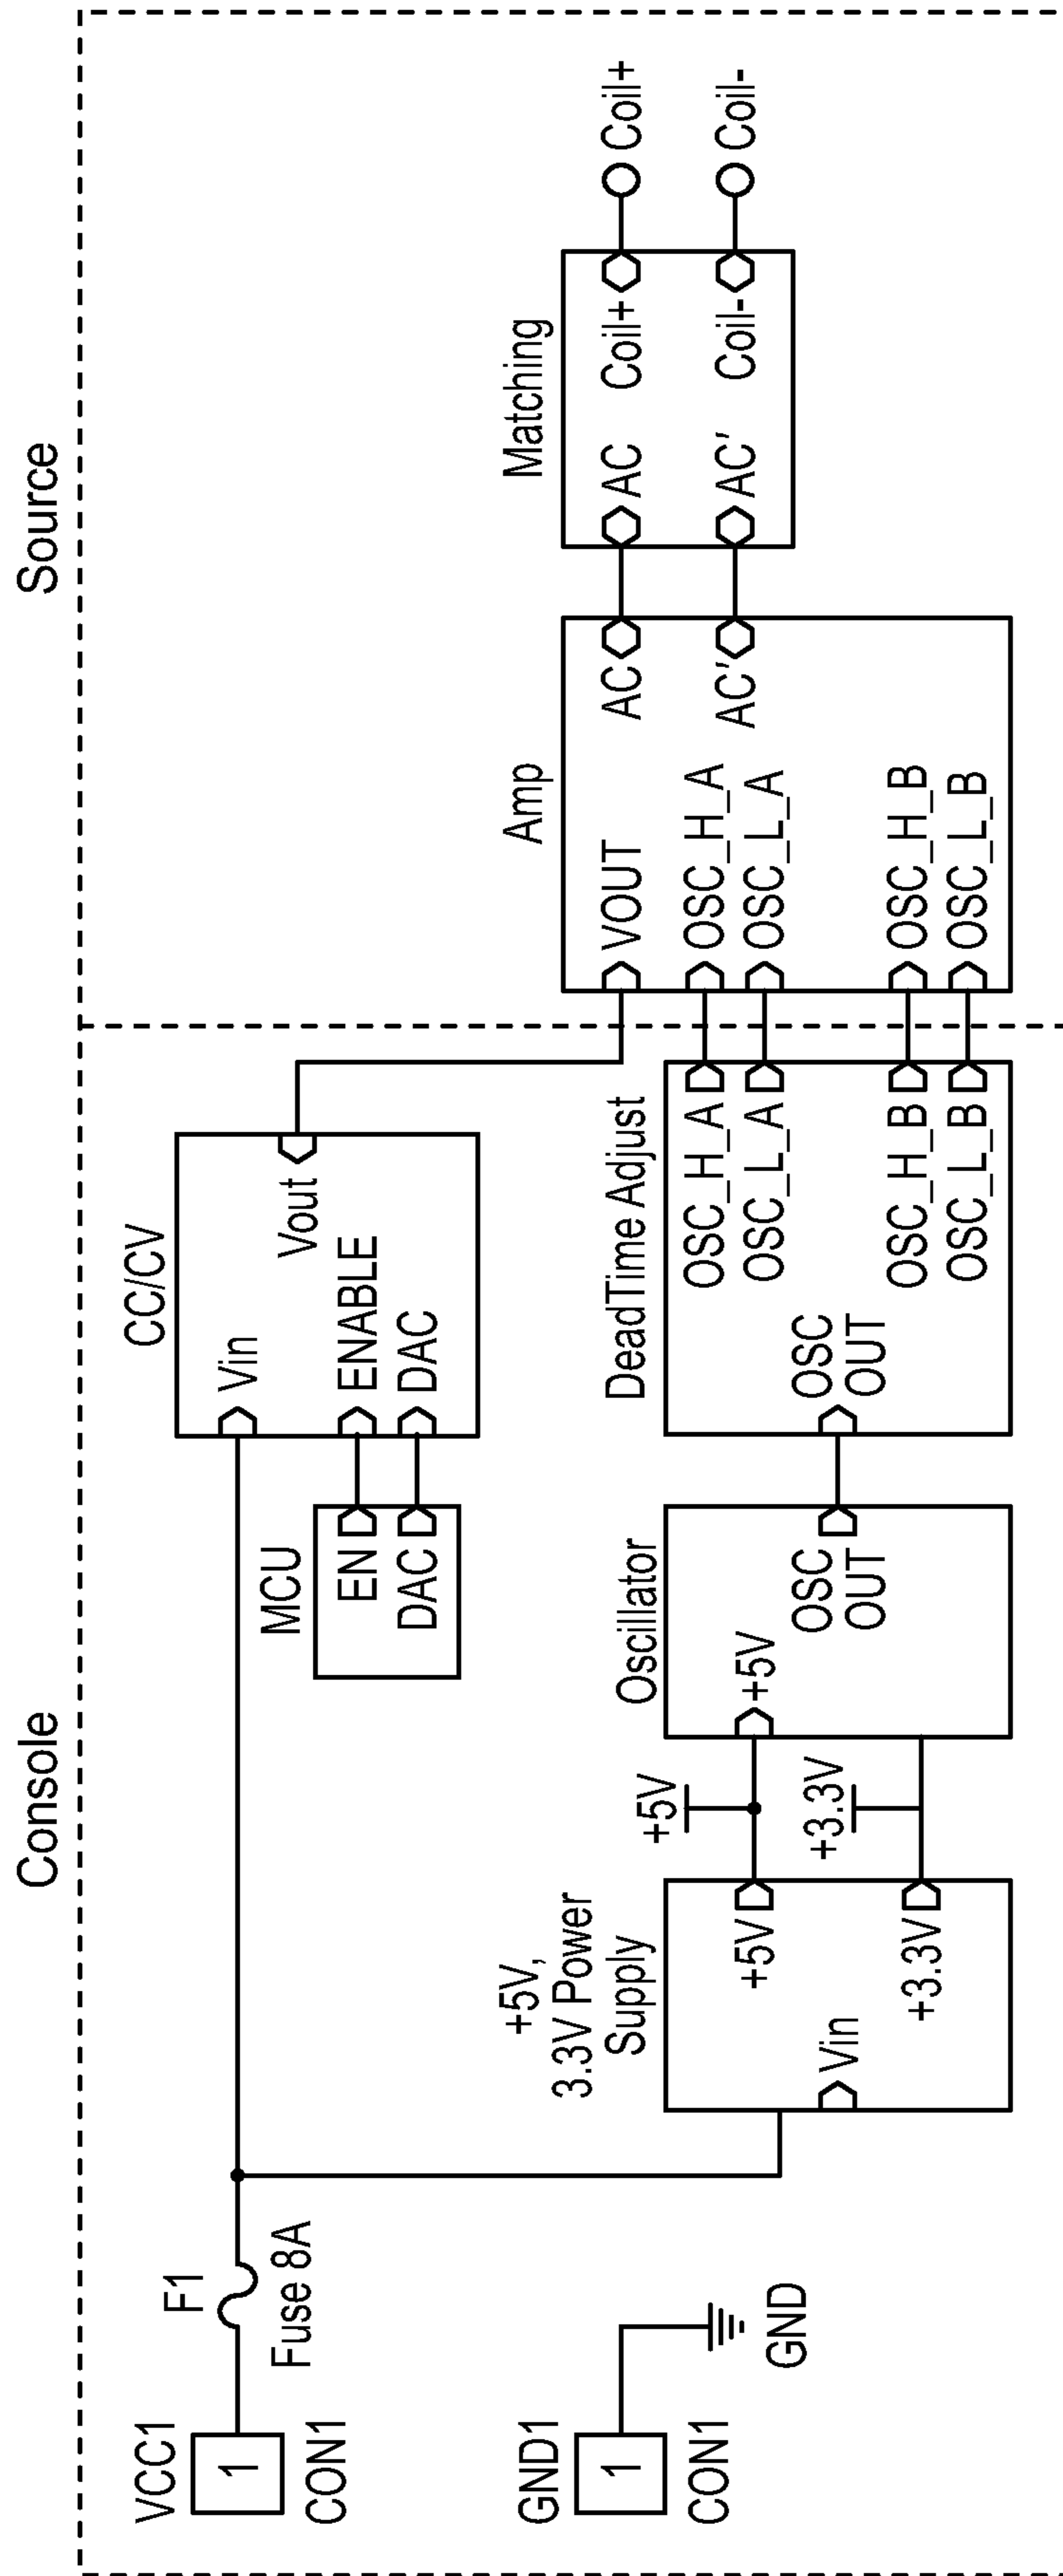 Console
Source
VCC1
1
CON1
F1
Fuse 8A
GND1
1
CON1
GND
+5V,
3.3V Power
Supply
Vin
+5V
+3.3V
+5V
+3.3V
Oscillator
+5V
OSC
OUT
MCU
EN
DAC
CC/CV
Vin
ENABLE
DAC
Vout
DeadTime Adjust
OSC
OUT
OSC_H_A
OSC_L_A
OSC_H_B
OSC_L_B
Amp
VOUT
OSC_H_A
OSC_L_A
OSC_H_B
OSC_L_B
AC
AC'
Matching
AC
AC'
Coil+
Coil-
Coil+
Coil-